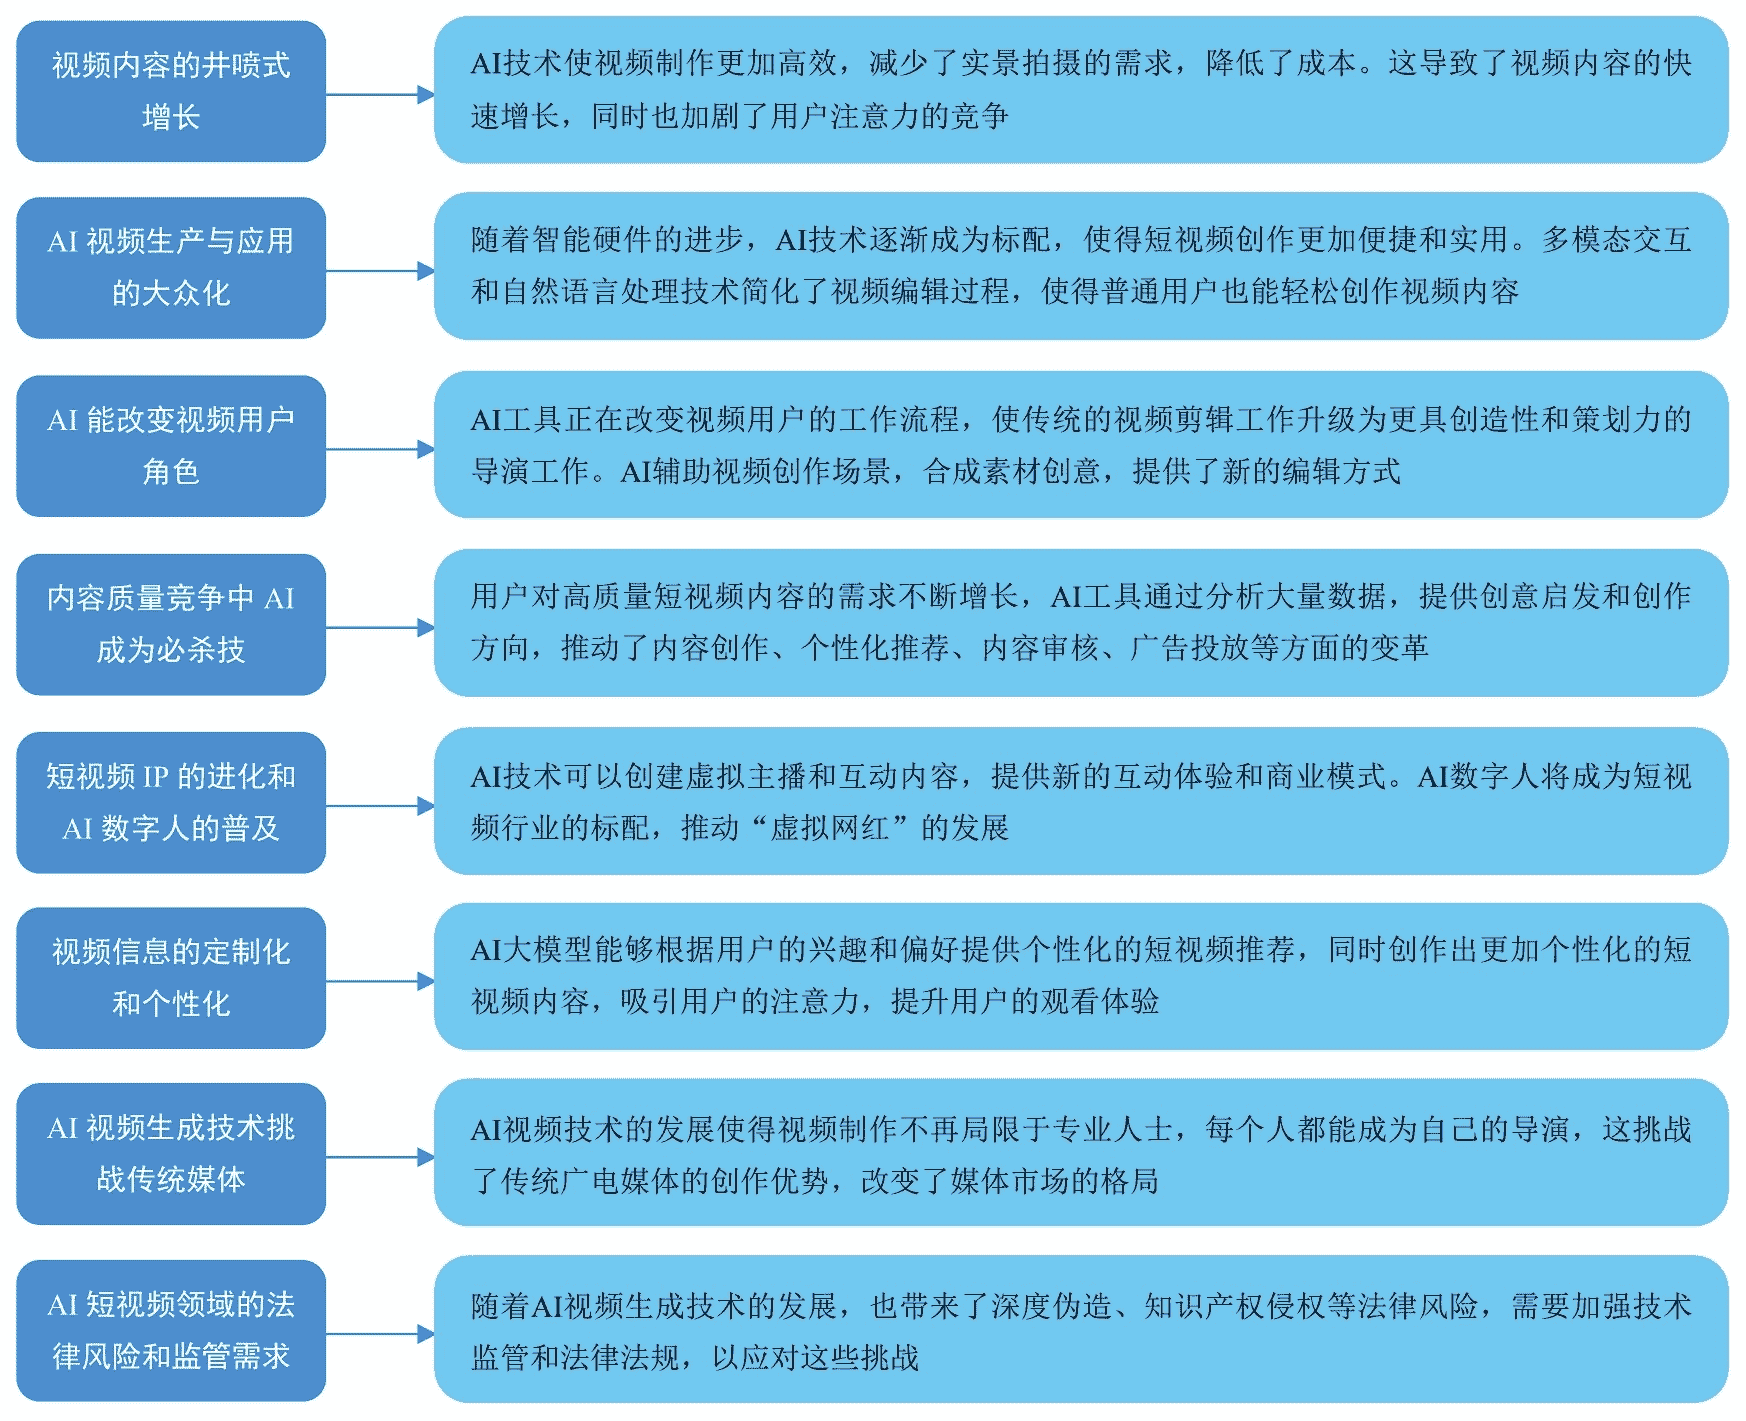 视频内容的井喷式
增长
AI技术使视频制作更加高效，减少了实景拍摄的需求，降低了成本。这导致了视频内容的快
速增长，同时也加剧了用户注意力的竞争
AI 视频生产与应用
的大众化
随着智能硬件的进步，AI技术逐渐成为标配，使得短视频创作更加便捷和实用。多模态交互
和自然语言处理技术简化了视频编辑过程，使得普通用户也能轻松创作视频内容
AI 能改变视频用户
角色
AI工具正在改变视频用户的工作流程，使传统的视频剪辑工作升级为更具创造性和策划力的
导演工作。AI辅助视频创作场景，合成素材创意，提供了新的编辑方式
内容质量竞争中 AI
成为必杀技
用户对高质量短视频内容的需求不断增长，AI工具通过分析大量数据，提供创意启发和创作
方向，推动了内容创作、个性化推荐、内容审核、广告投放等方面的变革
短视频 IP 的进化和
AI 数字人的普及
AI技术可以创建虚拟主播和互动内容，提供新的互动体验和商业模式。AI数字人将成为短视
频行业的标配，推动“虚拟网红”的发展
视频信息的定制化
和个性化
AI大模型能够根据用户的兴趣和偏好提供个性化的短视频推荐，同时创作出更加个性化的短
视频内容，吸引用户的注意力，提升用户的观看体验
AI 视频生成技术挑
战传统媒体
AI视频技术的发展使得视频制作不再局限于专业人士，每个人都能成为自己的导演，这挑战
了传统广电媒体的创作优势，改变了媒体市场的格局
AI 短视频领域的法
律风险和监管需求
随着AI视频生成技术的发展，也带来了深度伪造、知识产权侵权等法律风险，需要加强技术
监管和法律法规，以应对这些挑战